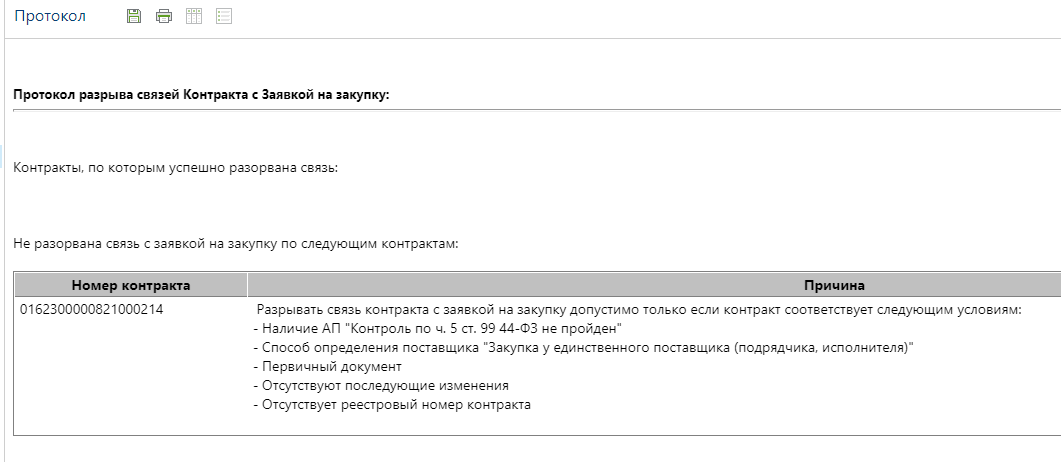 Протокол
Протокол разрыва связей Контракта с Заявкой на закупку:
Контракты, по которым успешно разорвана связь:
Не разорвана связь с заявкой на закупку по следующим контрактам:
Номер контракта Причина
0162300000821000214 Разрывать связь контракта с заявкой на закупку допустимо только если контракт соответствует следующим условиям:
- Наличие АП "Контроль по ч. 5 ст. 99 44-ФЗ не пройден"
- Способ определения поставщика "Закупка у единственного поставщика (подрядчика, исполнителя)"
- Первичный документ
- Отсутствуют последующие изменения
- Отсутствует реестровый номер контракта